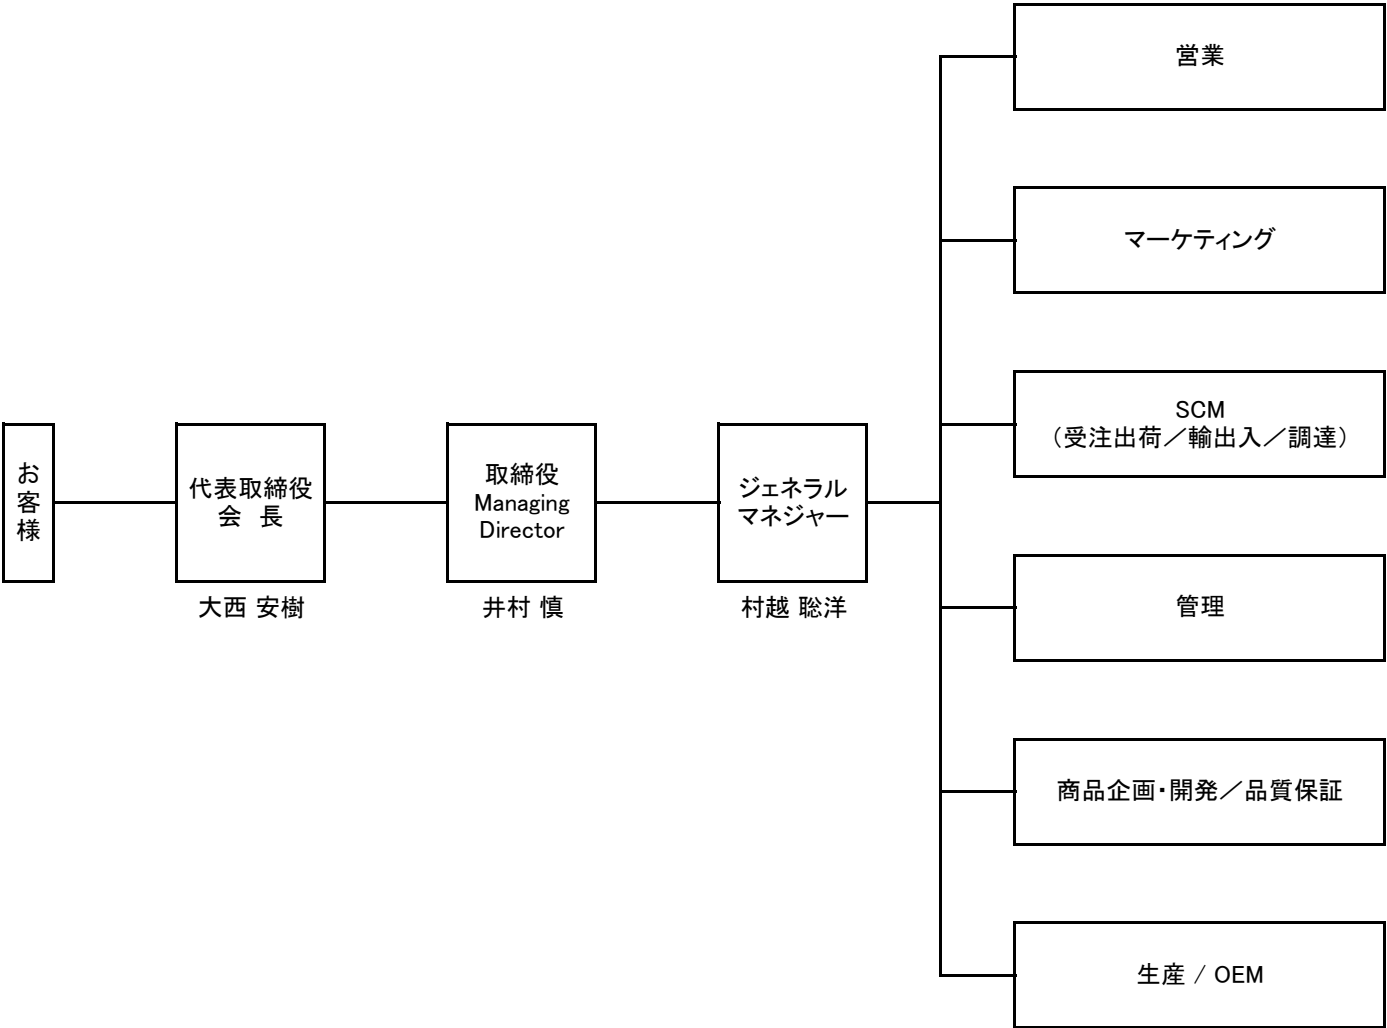 お客様
代表取締役
会　長
大西 安樹
取締役
Managing
Director
井村 慎
ジェネラル
マネジャー
村越 聡洋
営業
マーケティング
SCM
（受注出荷／輸出入／調達）
管理
商品企画・開発／品質保証
生産 / OEM